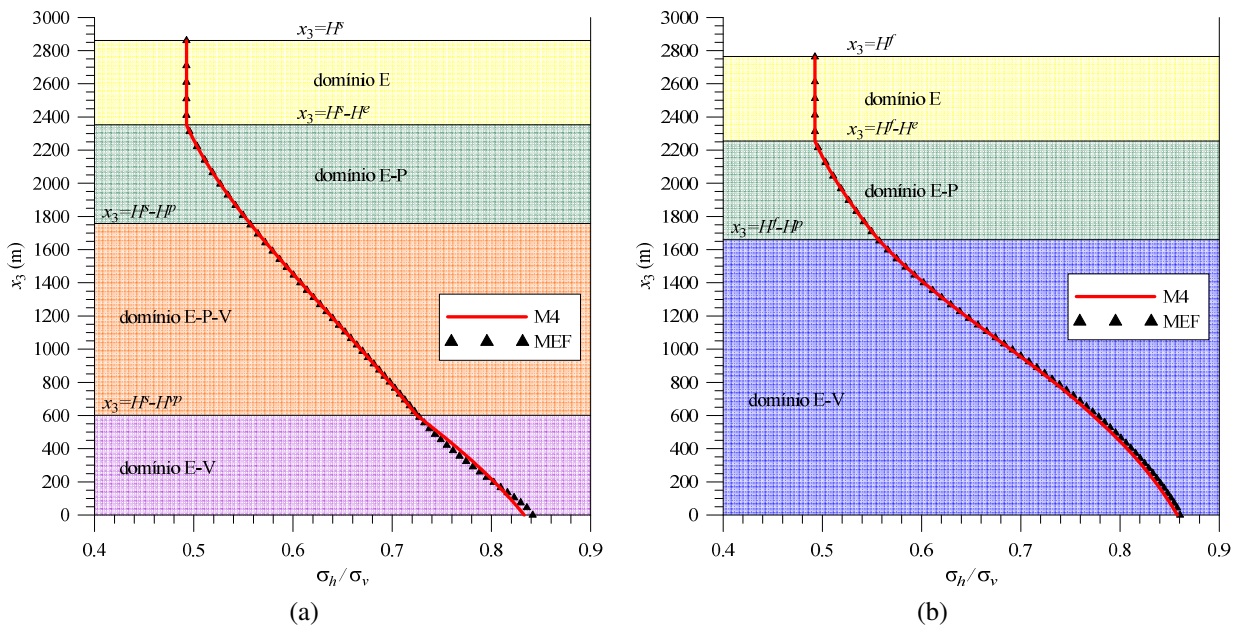 3000
2800
2600
2400
2200
2000
1800
1600
1400
1200
1000
800
600
400
200
0
x₃ (m)
x₃=Hˢ
domínio E
x₃=Hˢ-Hᵉ
domínio E-P
x₃=Hˢ-Hᵖ
domínio E-P-V
M4
MEF
x₃=Hˢ-Hᵛᵖ
domínio E-V
0.4 0.5 0.6 0.7 0.8 0.9
σₕ/σᵥ
(a)
3000
2800
2600
2400
2200
2000
1800
1600
1400
1200
1000
800
600
400
200
0
x₃ (m)
x₃=Hᶠ
domínio E
x₃=Hᶠ-Hᵉ
domínio E-P
x₃=Hᶠ-Hᵖ
M4
MEF
domínio E-V
0.4 0.5 0.6 0.7 0.8 0.9
σₕ/σᵥ
(b)